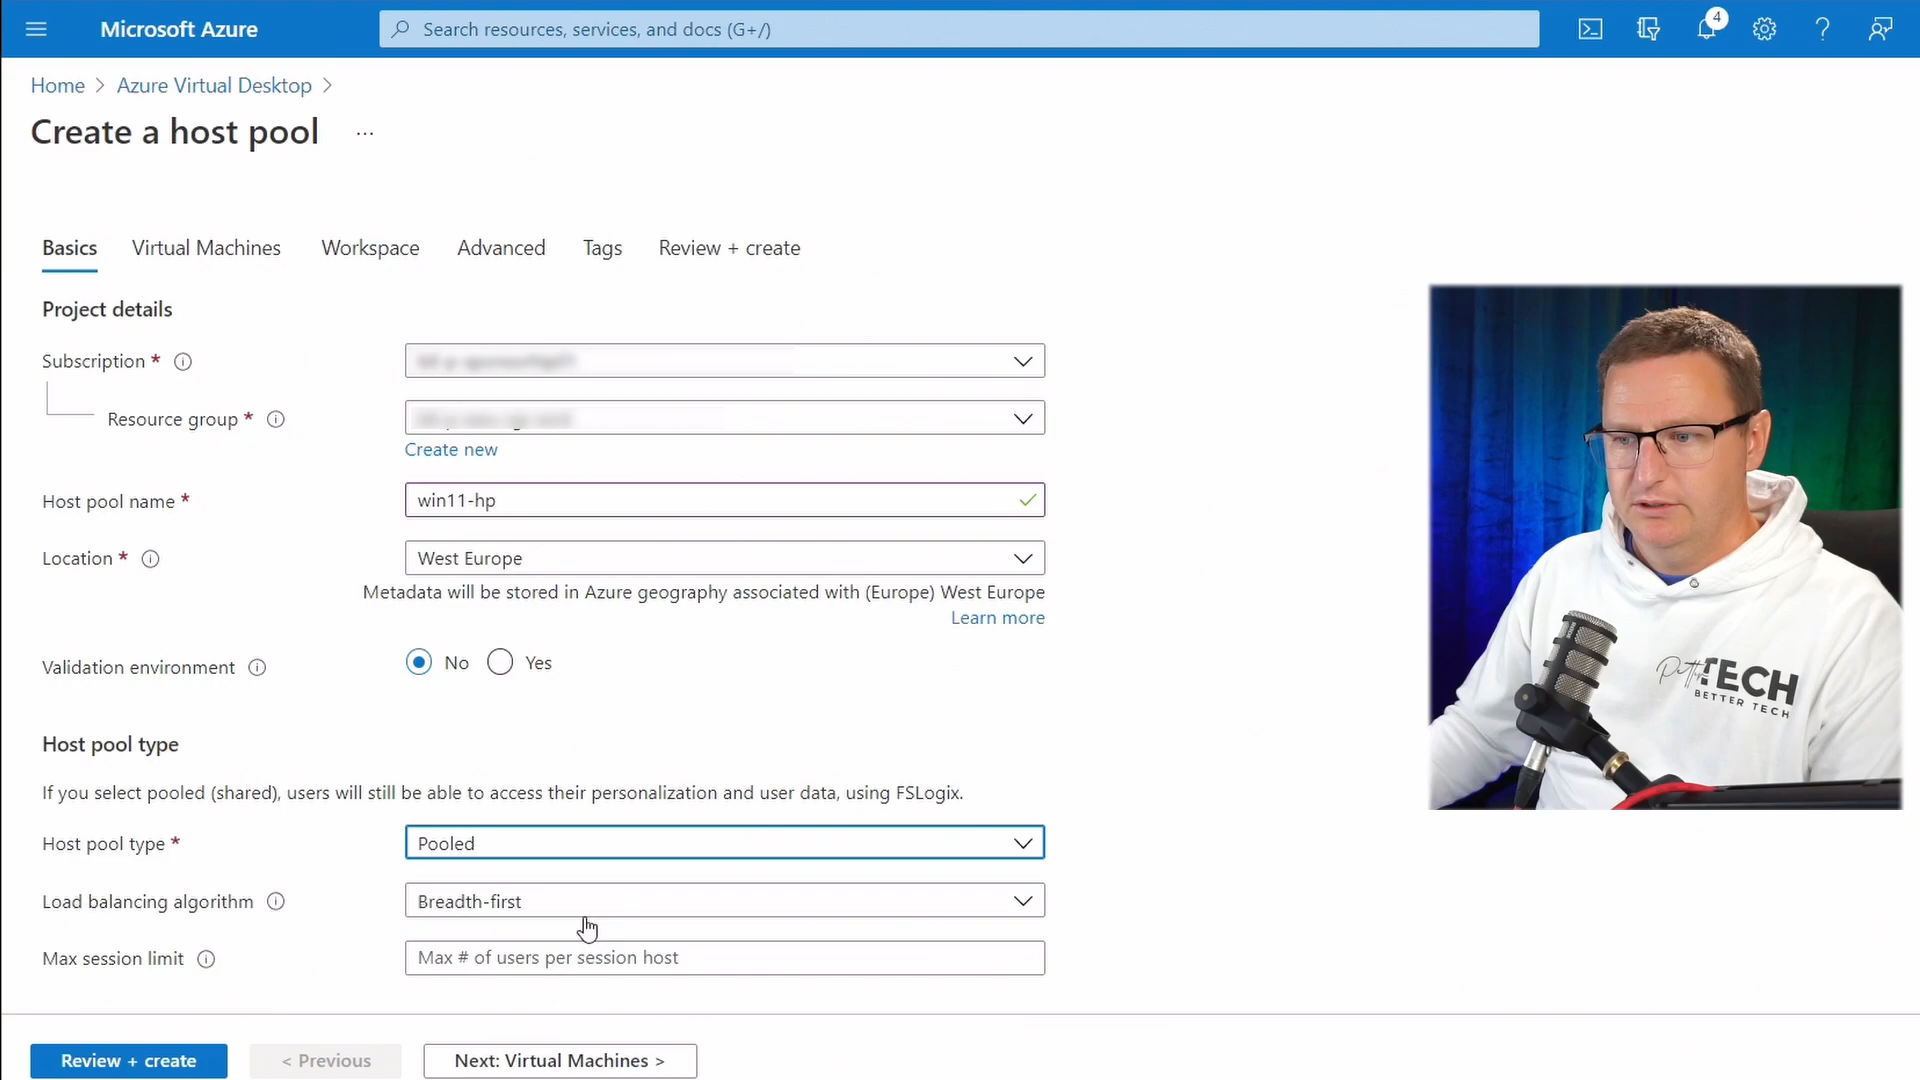 Microsoft Azure
Search resources, services, and docs (G+/)
4
Home > Azure Virtual Desktop >
Create a host pool ...
Basics
Virtual Machines
Workspace
Advanced
Tags
Review + create
Project details
Subscription *
Resource group *
Create new
Host pool name *
win11-hp
Location *
West Europe
Metadata will be stored in Azure geography associated with (Europe) West Europe
Learn more
Validation environment
No
Yes
Host pool type
If you select pooled (shared), users will still be able to access their personalization and user data, using FSLogix.
Host pool type *
Pooled
Load balancing algorithm
Breadth-first
Max session limit
Max # of users per session host
Review + create
< Previous
Next: Virtual Machines >
TECH
BETTER TECH